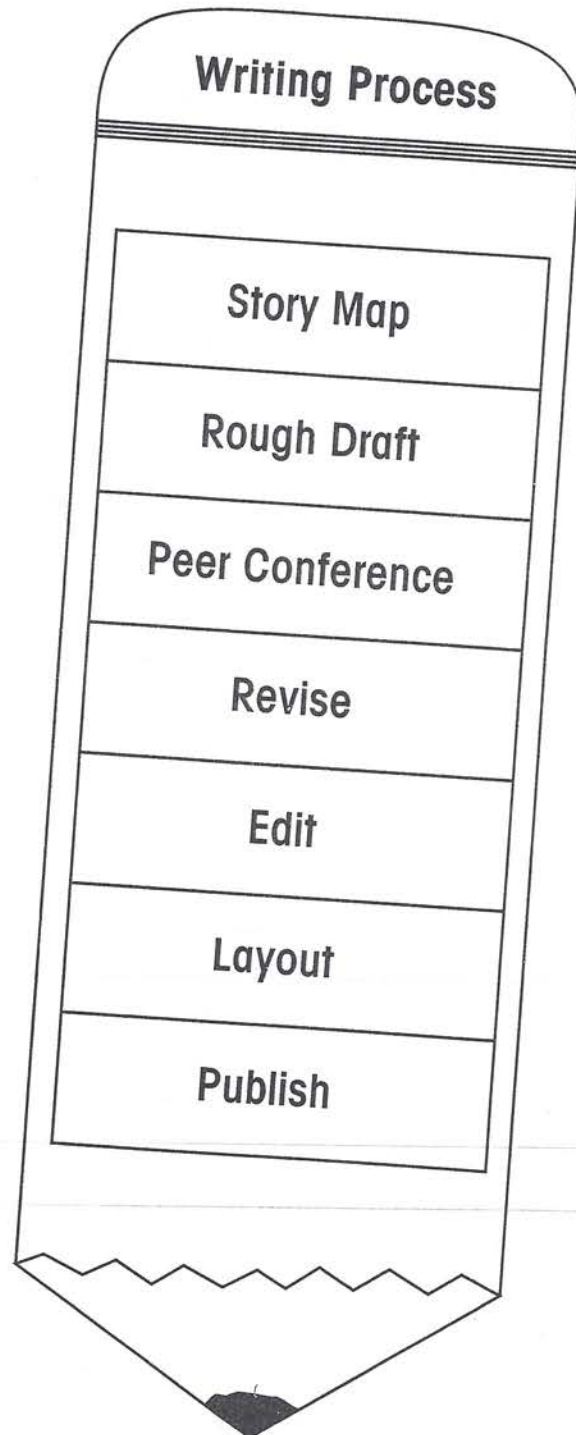 Writing Process
Story Map
Rough Draft
Peer Conference
Revise
Edit
Layout
Publish